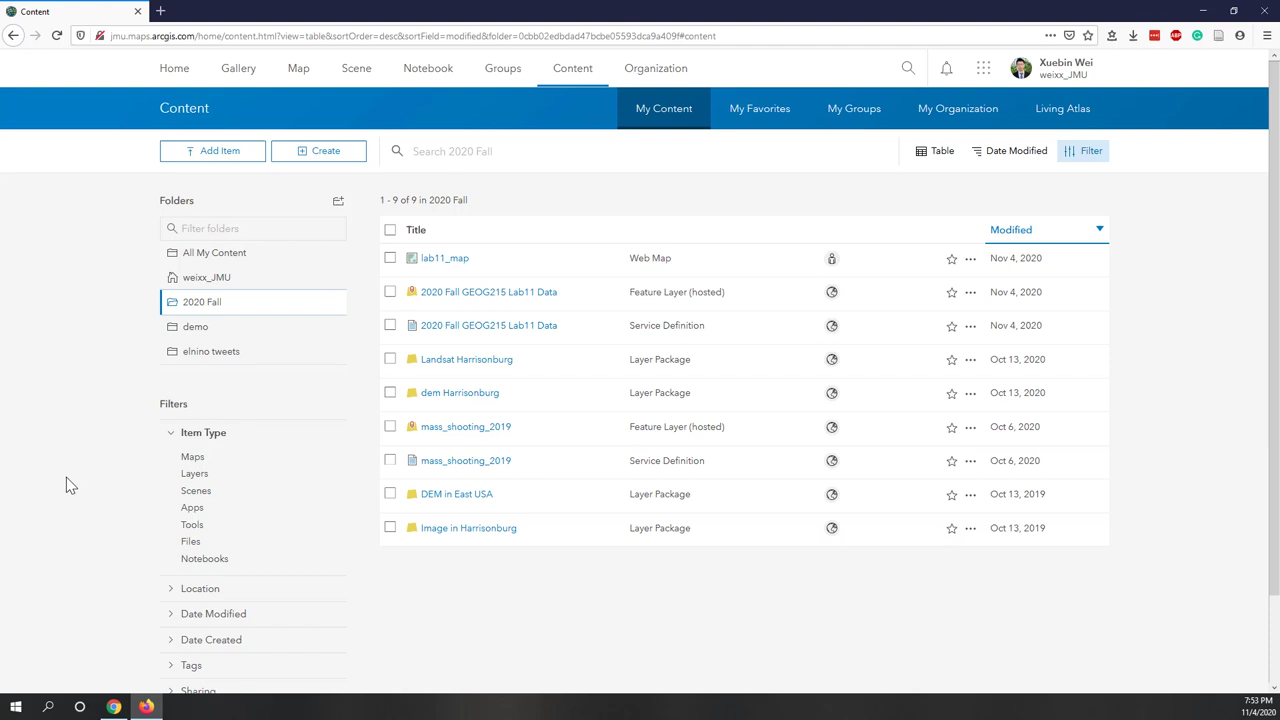 Content
jmu.maps.arcgis.com/home/content.html?view=table&sortOrder=desc&sortField=modified&folder=0cbb02edbdad47bcbe05593dca9a409f#content
Home Gallery Map Scene Notebook Groups Content Organization
Xuebin Wei
weixx_JMU
Content
My Content My Favorites My Groups My Organization Living Atlas
Add Item Create Search 2020 Fall Table Date Modified Filter
Folders
Filter folders
All My Content
weixx_JMU
2020 Fall
demo
elnino tweets
Filters
Item Type
Maps
Layers
Scenes
Apps
Tools
Files
Notebooks
Location
Date Modified
Date Created
Tags
Sharing
1 - 9 of 9 in 2020 Fall
Title Modified
lab11_map Web Map Nov 4, 2020
2020 Fall GEOG215 Lab11 Data Feature Layer (hosted) Nov 4, 2020
2020 Fall GEOG215 Lab11 Data Service Definition Nov 4, 2020
Landsat Harrisonburg Layer Package Oct 13, 2020
dem Harrisonburg Layer Package Oct 13, 2020
mass_shooting_2019 Feature Layer (hosted) Oct 6, 2020
mass_shooting_2019 Service Definition Oct 6, 2020
DEM in East USA Layer Package Oct 13, 2019
Image in Harrisonburg Layer Package Oct 13, 2019
7:53 PM
11/4/2020